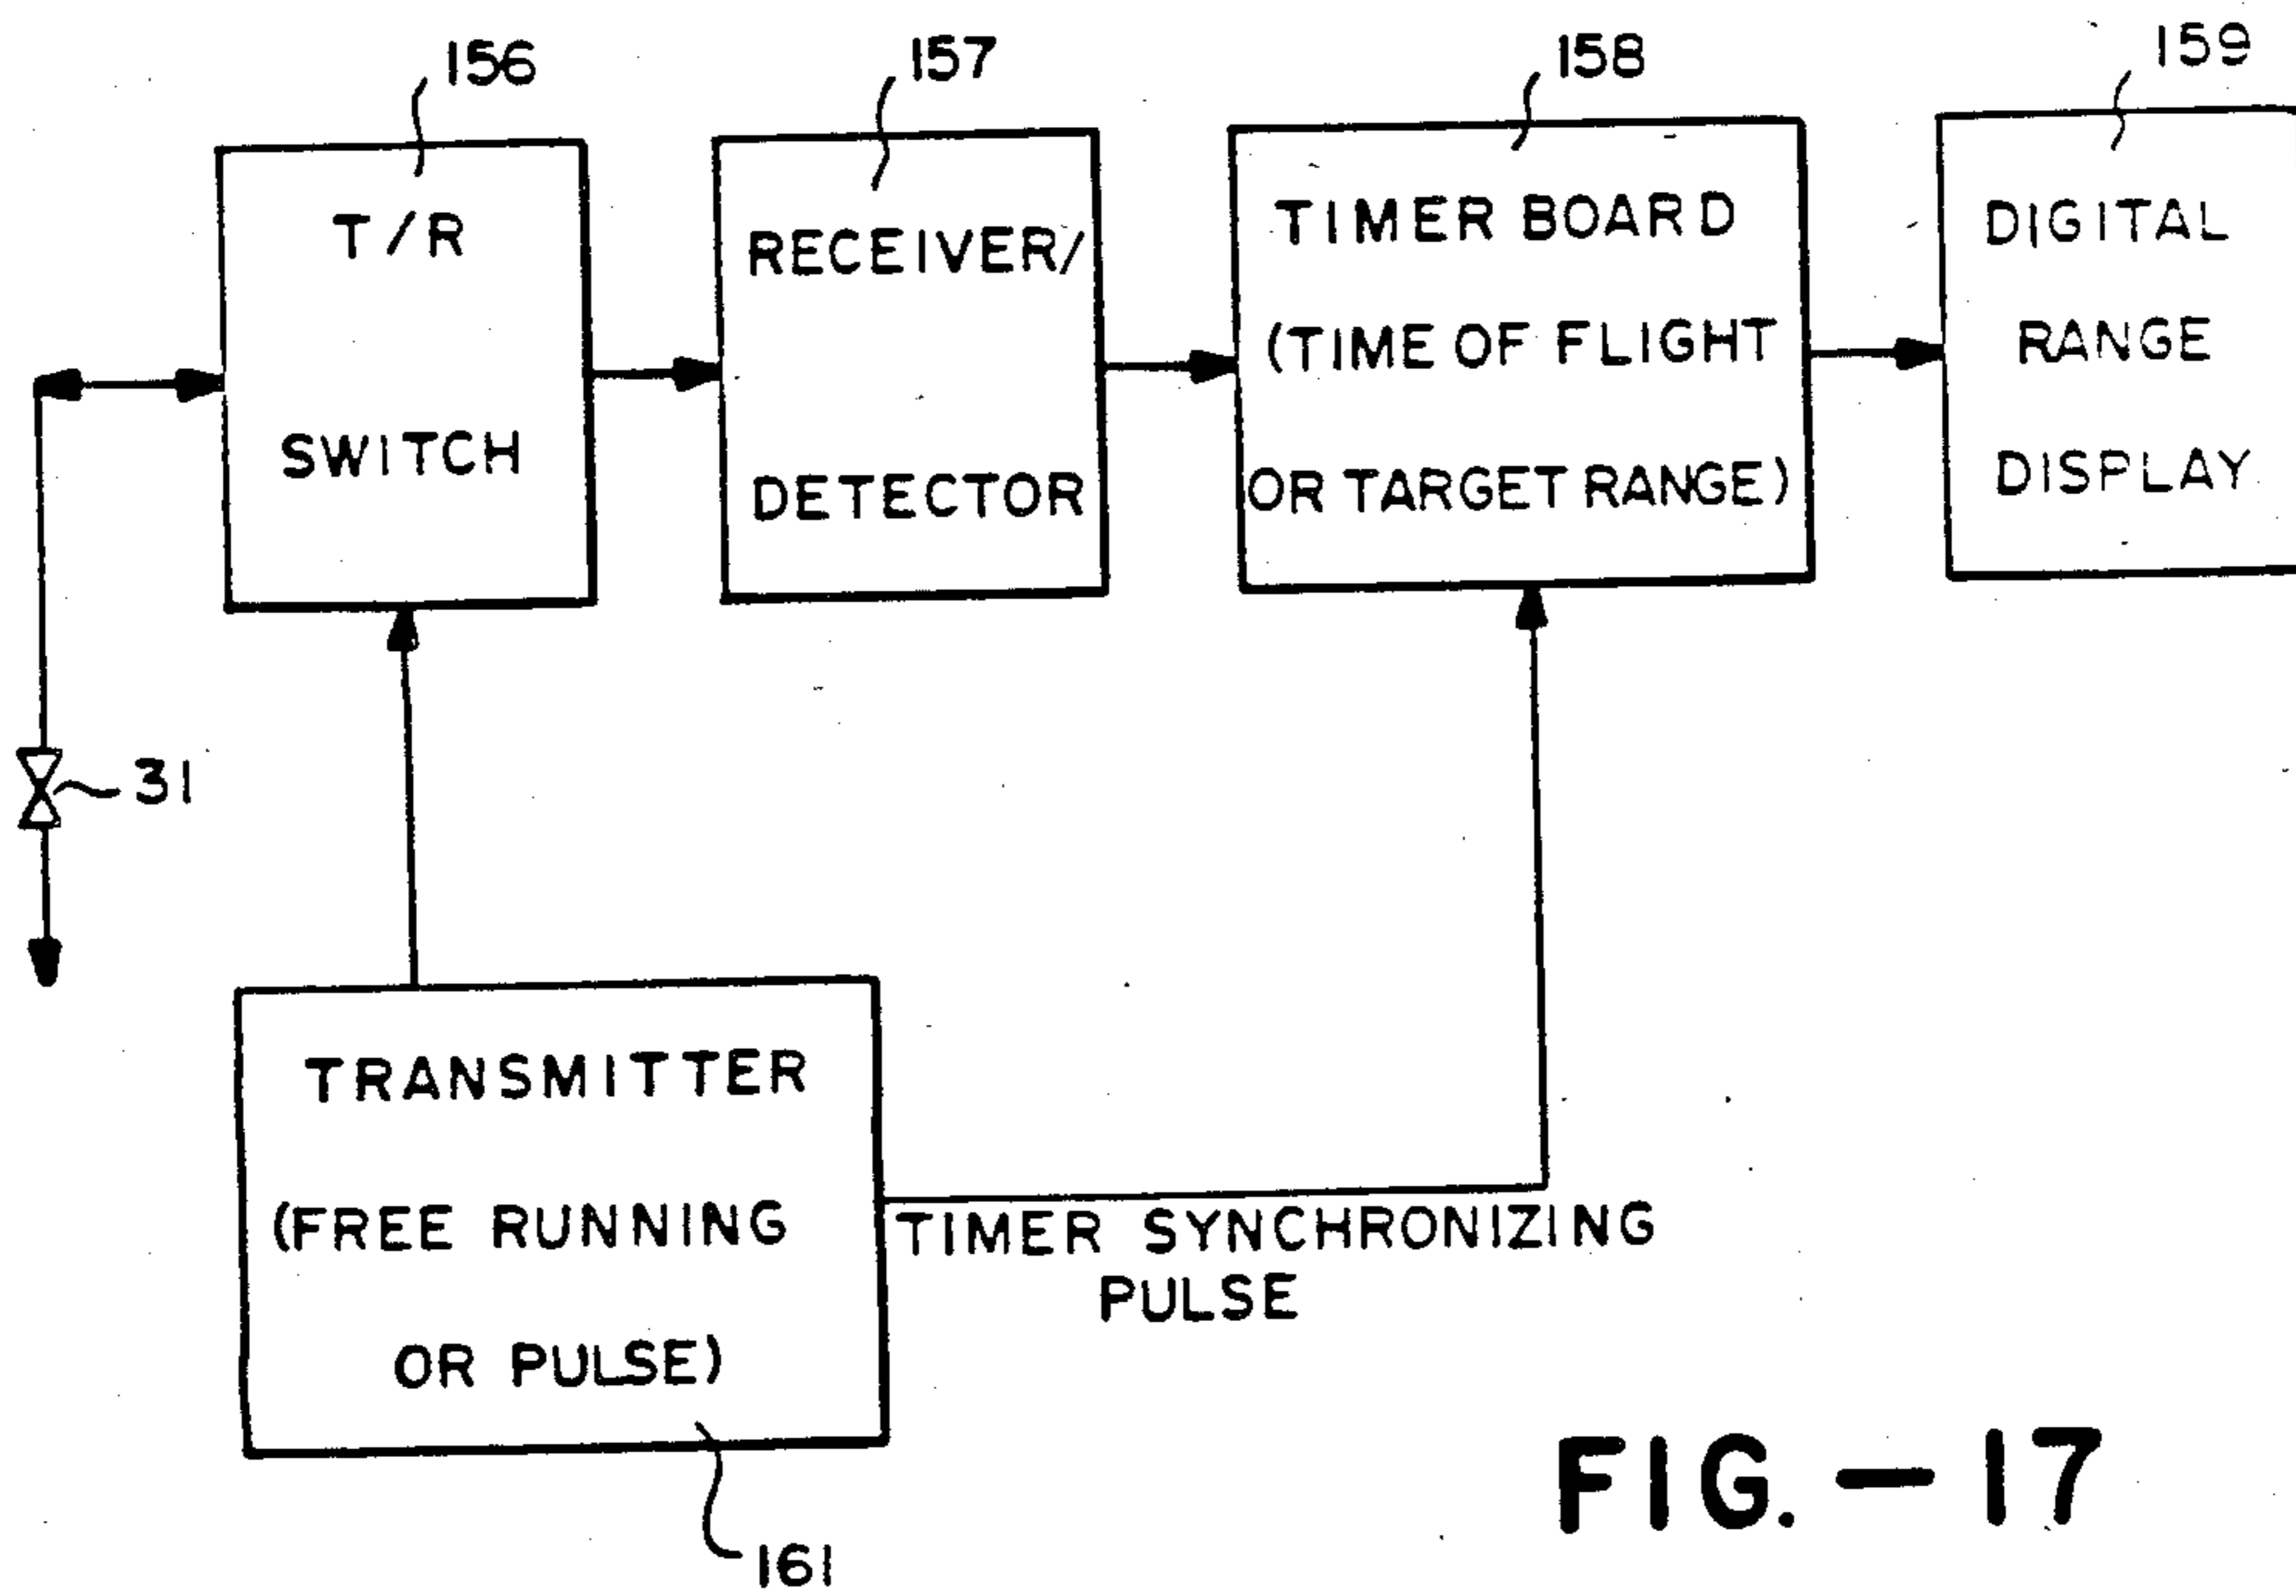 156
157
158
159
T/R
SWITCH
RECEIVER/
DETECTOR
TIMER BOARD
(TIME OF FLIGHT
OR TARGET RANGE)
DIGITAL
RANGE
DISPLAY
31
TRANSMITTER
(FREE RUNNING
OR PULSE)
TIMER SYNCHRONIZING
PULSE
161
FIG.-17